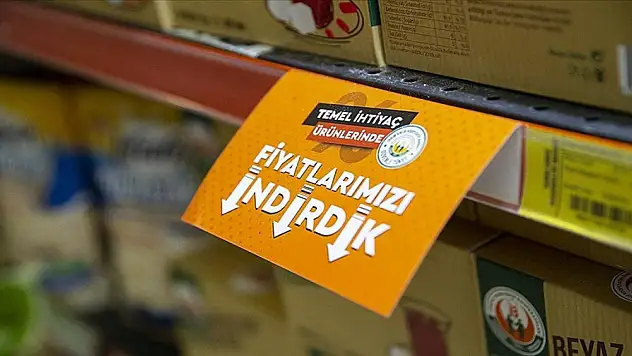 TEMEL İHTİYAÇ
ÜRÜNLERİNDE
FİYATLARIMIZI
İNDİRDİK
BEYAZ